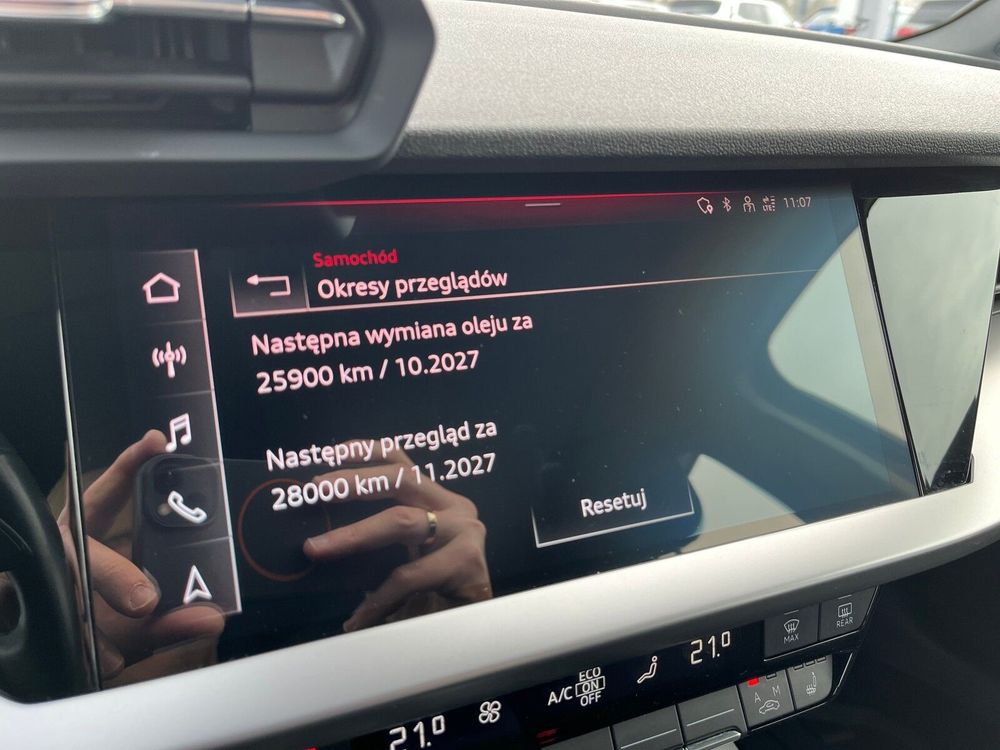 LTE
11:07
Samochód
Okresy przeglądów
Następna wymiana oleju za
25900 km / 10.2027
Następny przegląd za
28000 km / 11.2027
Resetuj
21.0
A/C
ECO
ON
OFF
21.0
MAX
REAR
A M